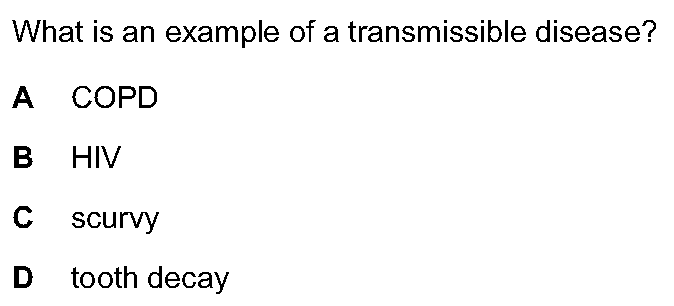 What is an example of a transmissible disease?
A COPD
B HIV
C scurvy
D tooth decay